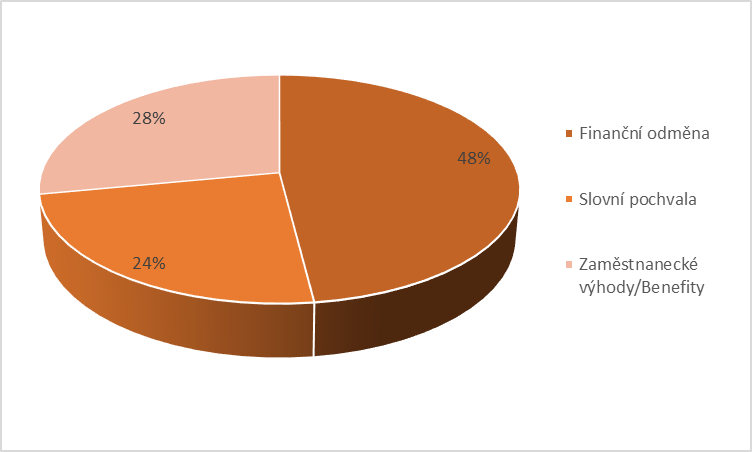 28%
48%
24%
Finanční odměna
Slovní pochvala
Zaměstnanecké
výhody/Benefity